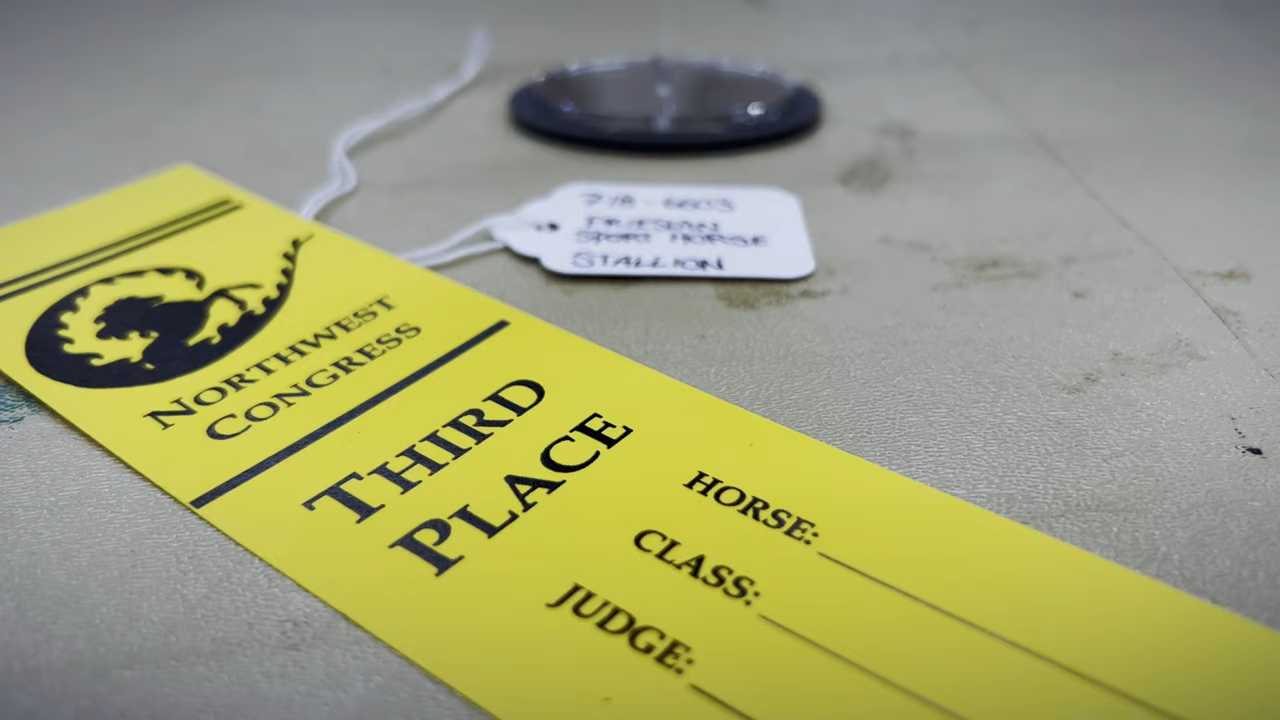 NORTHWEST
CONGRESS
THIRD
PLACE
HORSE:
CLASS:
JUDGE:
FRIESIAN
SPORT HORSE
STALLION